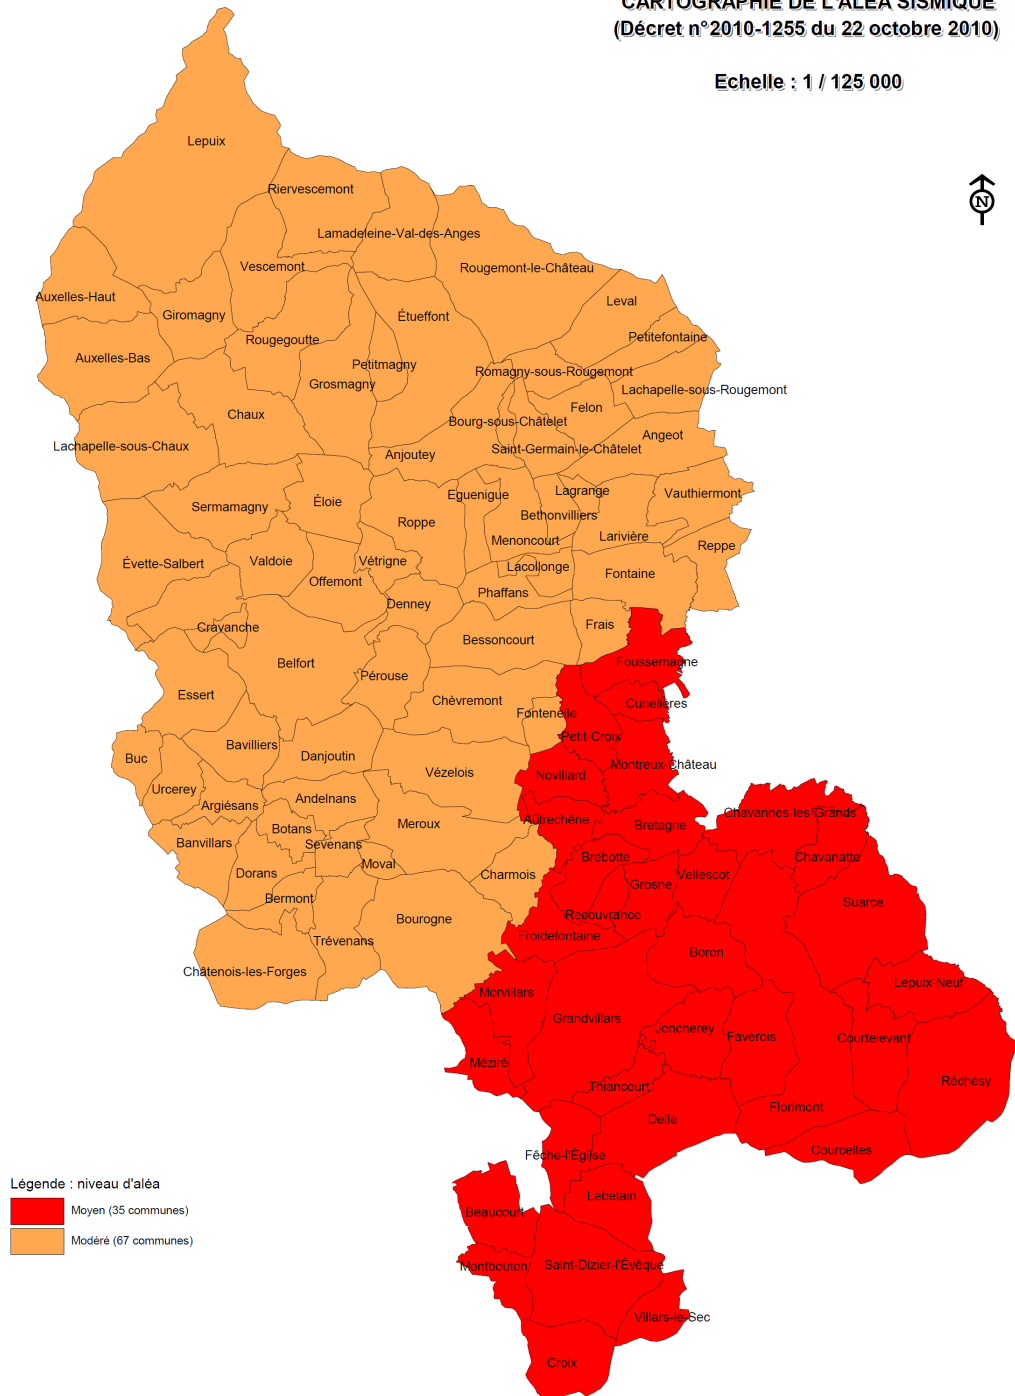 CARTOGRAPHIE DE L'ALEA SISMIQUE
(Décret n°2010-1255 du 22 octobre 2010)
Echelle : 1 / 125 000
N
Lepuix
Riervescemont
Lamadeleine-Val-des-Anges
Vescemont
Rougemont-le-Château
Auxelles-Haut
Leval
Giromagny
Étueffont
Petitefontaine
Rougegoutte
Auxelles-Bas
Petitmagny
Romagny-sous-Rougemont
Grosmagny
Lachapelle-sous-Rougemont
Felon
Chaux
Bourg-sous-Châtelet
Angeot
Lachapelle-sous-Chaux
Saint-Germain-le-Châtelet
Anjoutey
Lagrange
Vauthiermont
Eguenigue
Éloie
Sermamagny
Bethonvilliers
Roppe
Larivière
Menoncourt
Reppe
Évette-Salbert
Valdoie
Vétrigne
Lacollonge
Fontaine
Offemont
Phaffans
Denney
Frais
Cravanche
Bessoncourt
Belfort
Foussemagne
Pérouse
Essert
Chèvremont
Cunelières
Fontenelle
Petit-Croix
Bavilliers
Danjoutin
Buc
Montreux-Château
Vézelois
Novillard
Urcerey
Andelnans
Argiésans
Chavannes-les-Grands
Autrechêne
Meroux
Bretagne
Botans
Banvillars
Sévenans
Brebotte
Chavanatte
Moval
Dorans
Charmois
Vellescot
Grosne
Bermont
Suarce
Recouvrance
Bourogne
Froidefontaine
Trévenans
Boron
Châtenois-les-Forges
Lepuix-Neuf
Morvillars
Grandvillars
Joncherey
Faverois
Courtelevant
Méziré
Réchésy
Thiancourt
Florimont
Delle
Courcelles
Fêche-l'Église
Légende : niveau d'aléa
Lebetain
Moyen (35 communes)
Beaucourt
Modéré (67 communes)
Saint-Dizier-l'Évêque
Montbouton
Villars-le-Sec
Croix